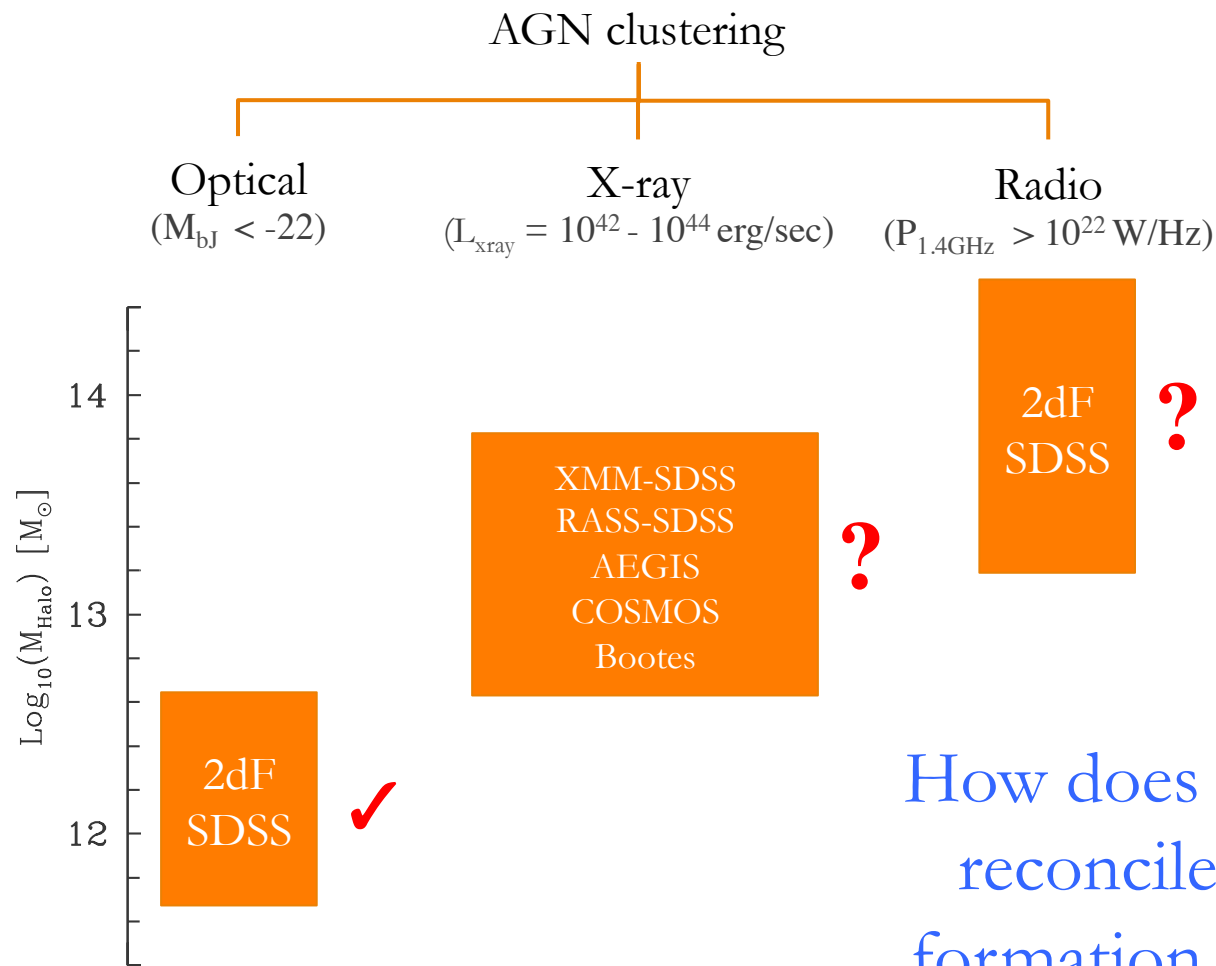 AGN clustering
Optical
(M_bJ < -22)
X-ray
(L_xray = 10^42 - 10^44 erg/sec)
Radio
(P_1.4GHz > 10^22 W/Hz)
Log_10(M_Halo) [M_⊙]
14
13
12
2dF
SDSS
✓
XMM-SDSS
RASS-SDSS
AEGIS
COSMOS
Bootes
?
2dF
SDSS
?
How does
reconcile
formation